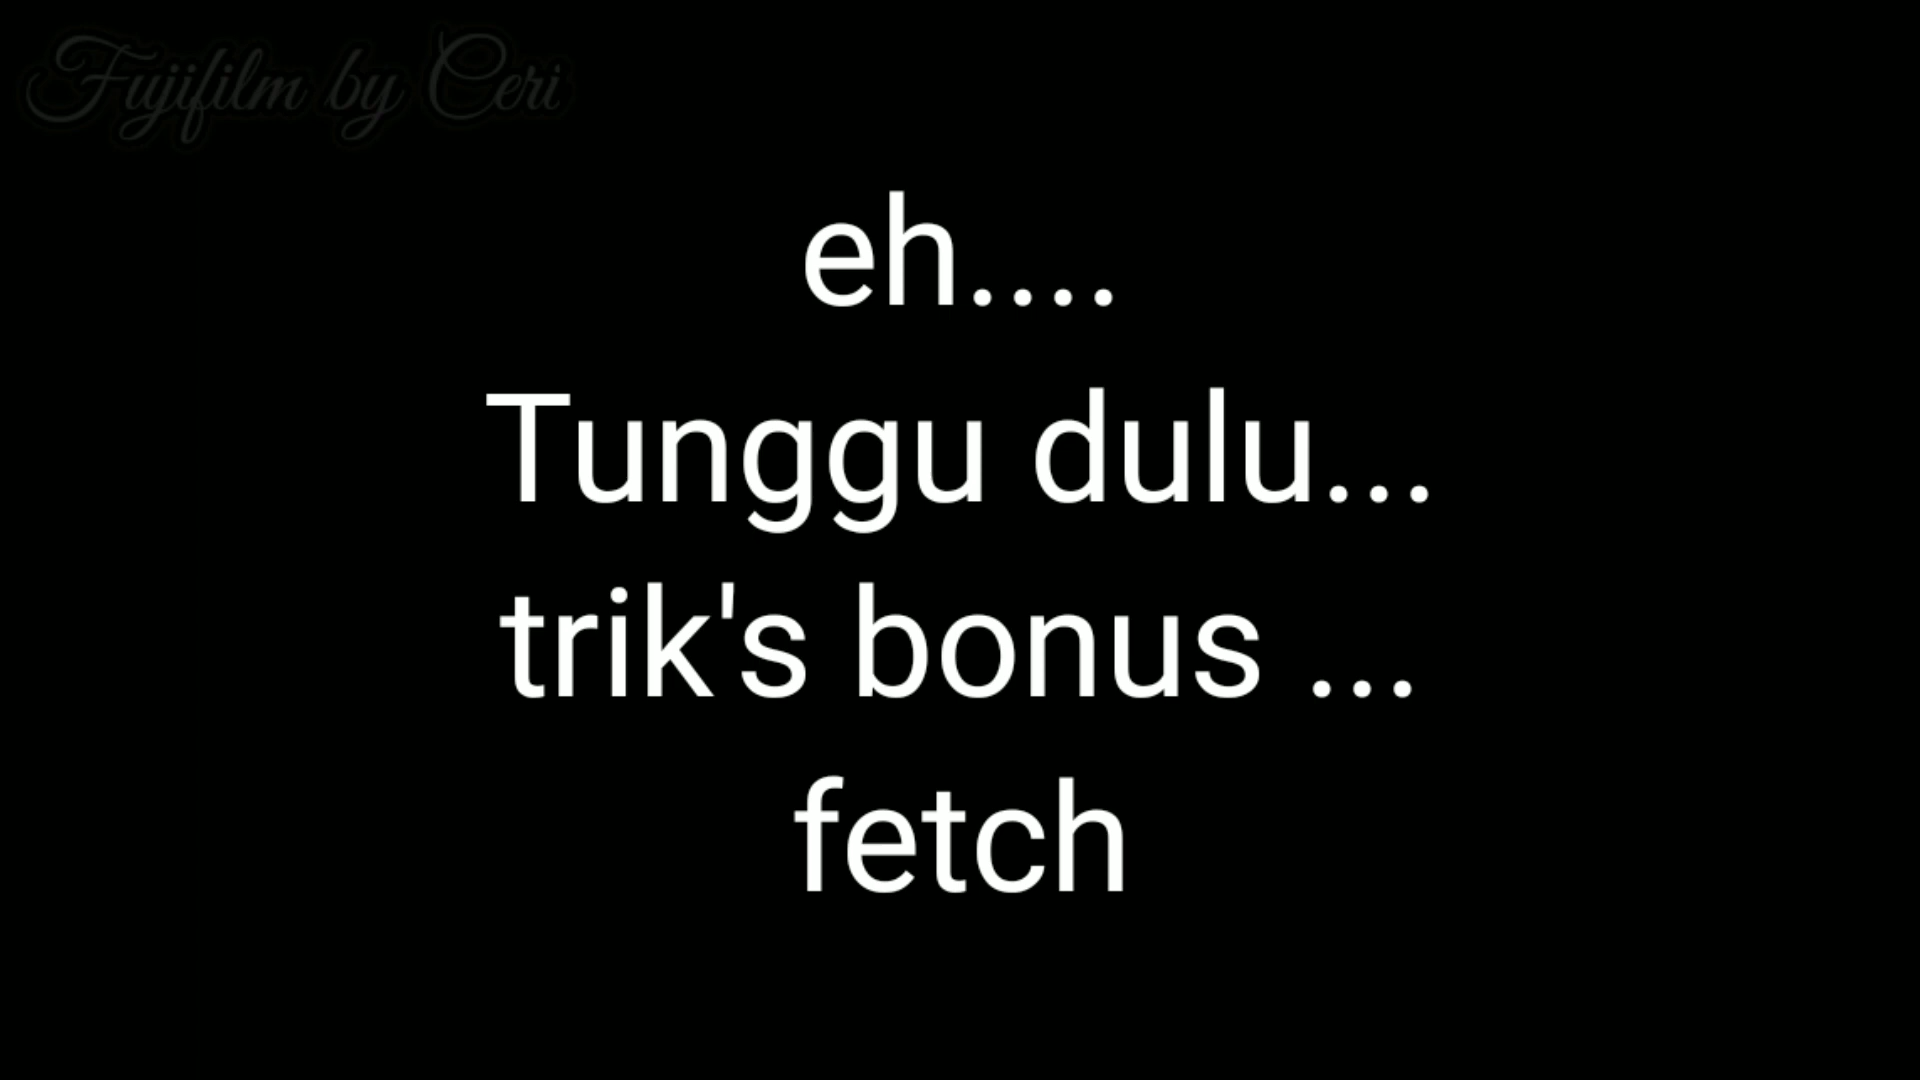 Fujifilm by Ceri
eh....
Tunggu dulu...
trik's bonus ...
fetch